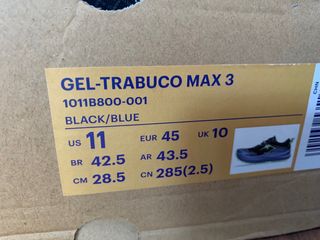 GEL-TRABUCO MAX 3
1011B800-001
BLACK/BLUE
US 11 EUR 45 UK 10
BR 42.5 AR 43.5
CM 28.5 CN 285(2.5)
CHN